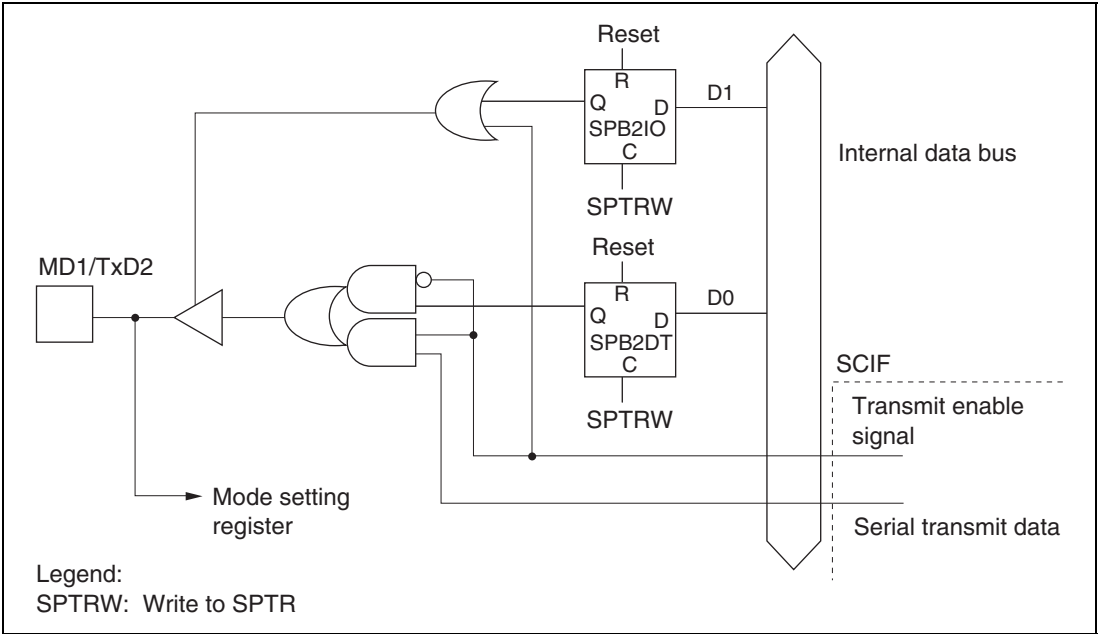 Reset
R
Q
D
D1
SPB2IO
C
Internal data bus
SPTRW
Reset
MD1/TxD2
R
Q
D
D0
SPB2DT
C
SCIF
SPTRW
Transmit enable
signal
Mode setting
register
Serial transmit data
Legend:
SPTRW: Write to SPTR